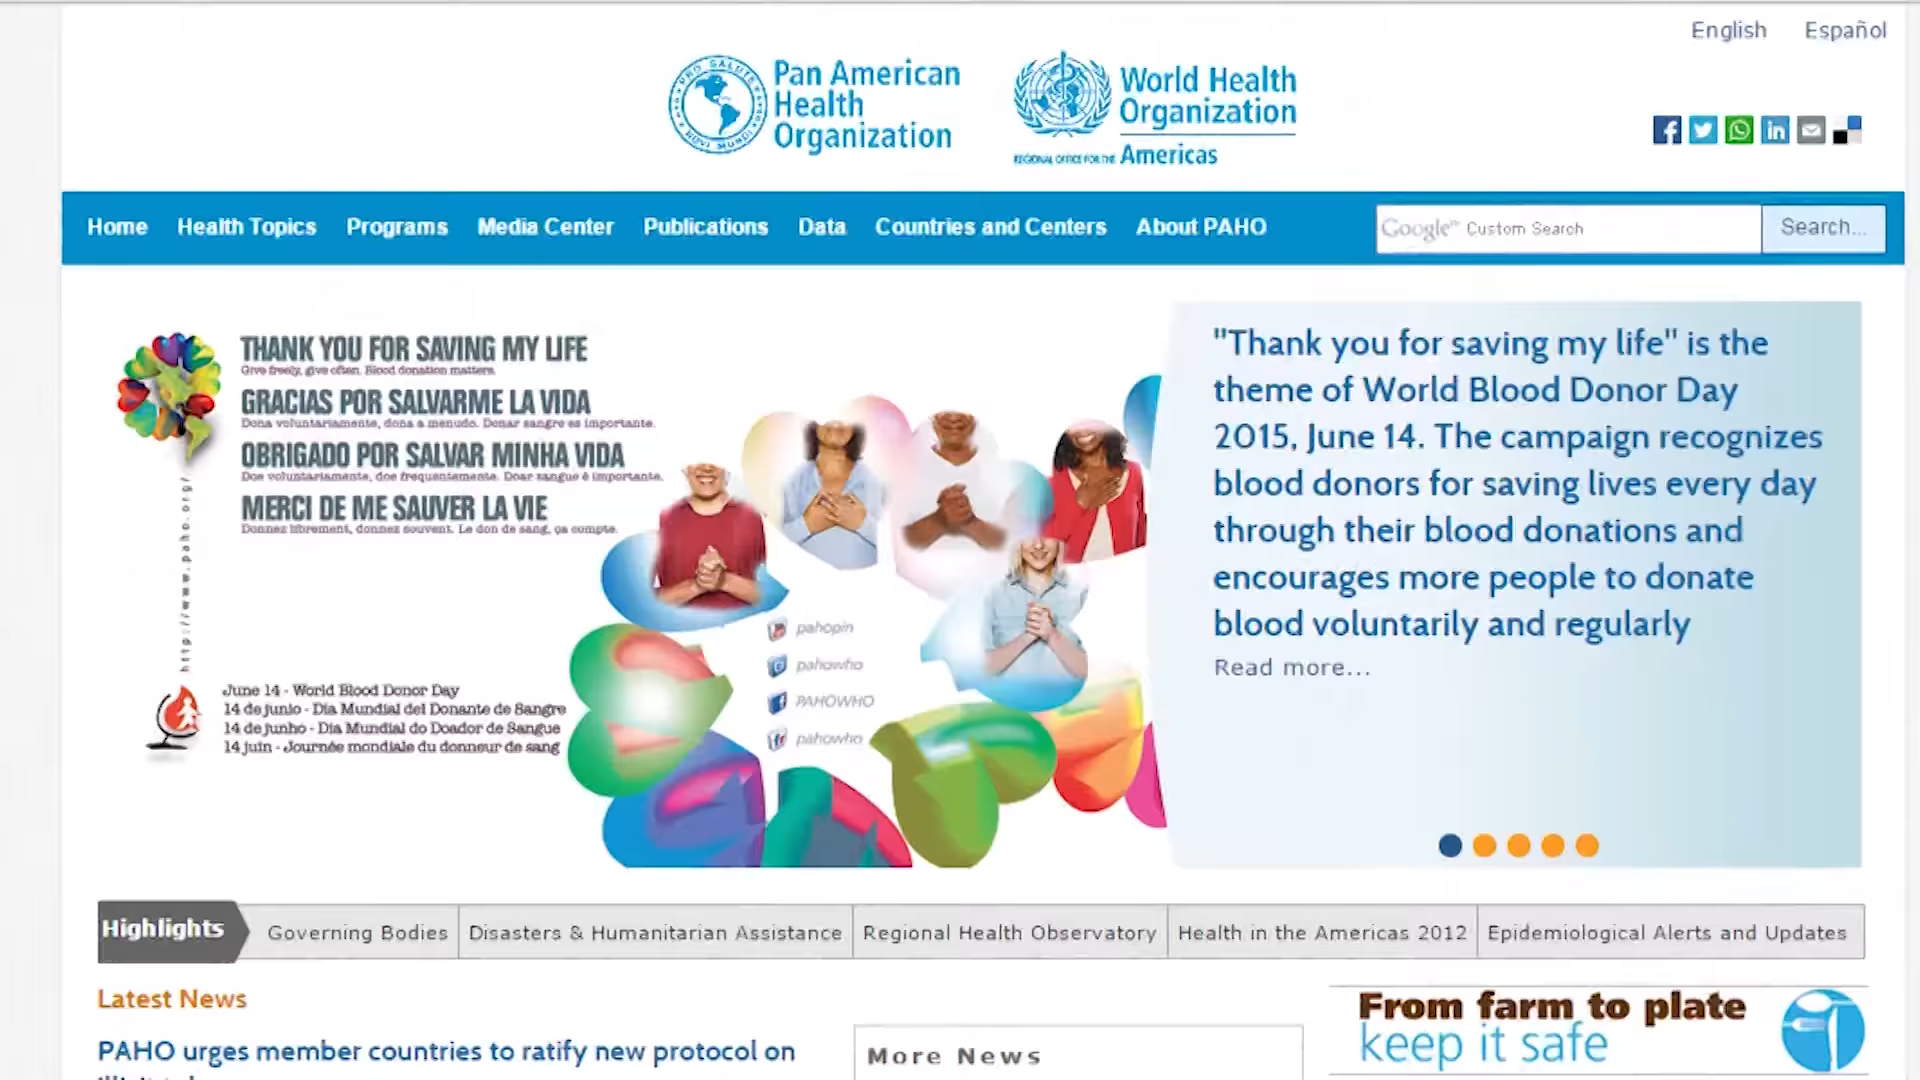 English Español
PRO SALUTE
NOVI MUNDI
Pan American
Health
Organization
World Health
Organization
REGIONAL OFFICE FOR THE Americas
Home Health Topics Programs Media Center Publications Data Countries and Centers About PAHO
Google™ Custom Search
Search...
THANK YOU FOR SAVING MY LIFE
Give freely, give often. Blood donation matters.
GRACIAS POR SALVARME LA VIDA
Dona voluntariamente, dona a menudo. Donar sangre es importante.
OBRIGADO POR SALVAR MINHA VIDA
Doe voluntariamente, doe frequentemente. Doar sangue é importante.
MERCI DE ME SAUVER LA VIE
Donnez librement, donnez souvent. Le don de sang, ça compte.
http://www.paho.org/
June 14 - World Blood Donor Day
14 de junio - Día Mundial del Donante de Sangre
14 de junho - Dia Mundial do Doador de Sangue
14 juin - Journée mondiale du donneur de sang
pahopin
pahowho
PAHOWHO
pahowho
"Thank you for saving my life" is the
theme of World Blood Donor Day
2015, June 14. The campaign recognizes
blood donors for saving lives every day
through their blood donations and
encourages more people to donate
blood voluntarily and regularly
Read more...
Highlights Governing Bodies Disasters & Humanitarian Assistance Regional Health Observatory Health in the Americas 2012 Epidemiological Alerts and Updates
Latest News
PAHO urges member countries to ratify new protocol on
More News
From farm to plate
keep it safe